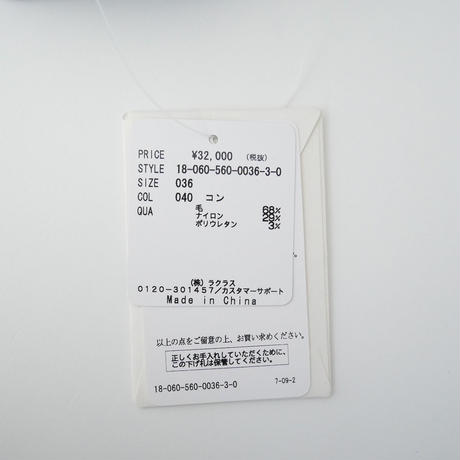 PRICE ¥32,000 (税抜)
STYLE 18-060-560-0036-3-0
SIZE 036
COL 040 コン
QUA 毛 68%
ナイロン 29%
ポリウレタン 3%
(株)ラクラス
0120-301457/カスタマーサポート
Made in China
以上の点をご留意の上、お買い求めください。
正しくお手入れしていただくために、
この下げ札は保管してください。
18-060-560-0036-3-0 7-09-2